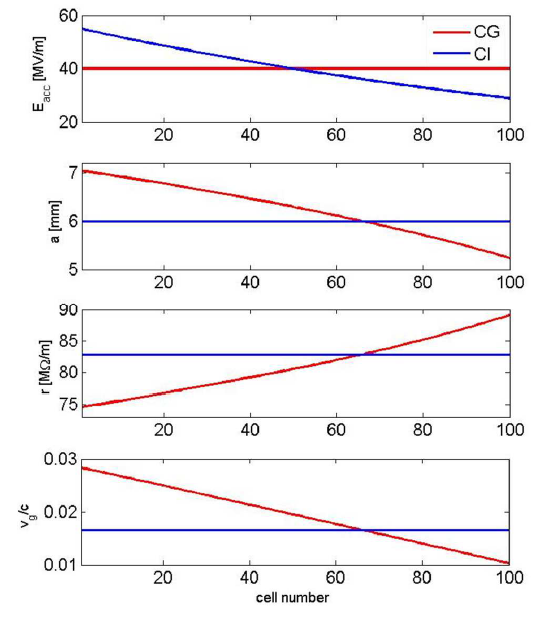 60
CG
CI
40
E_acc [MV/m]
20
20 40 60 80 100
7
6
a [mm]
5
20 40 60 80 100
90
85
80
75
r [MΩ/m]
20 40 60 80 100
0.03
0.02
v_g/c
0.01
20 40 60 80 100
cell number